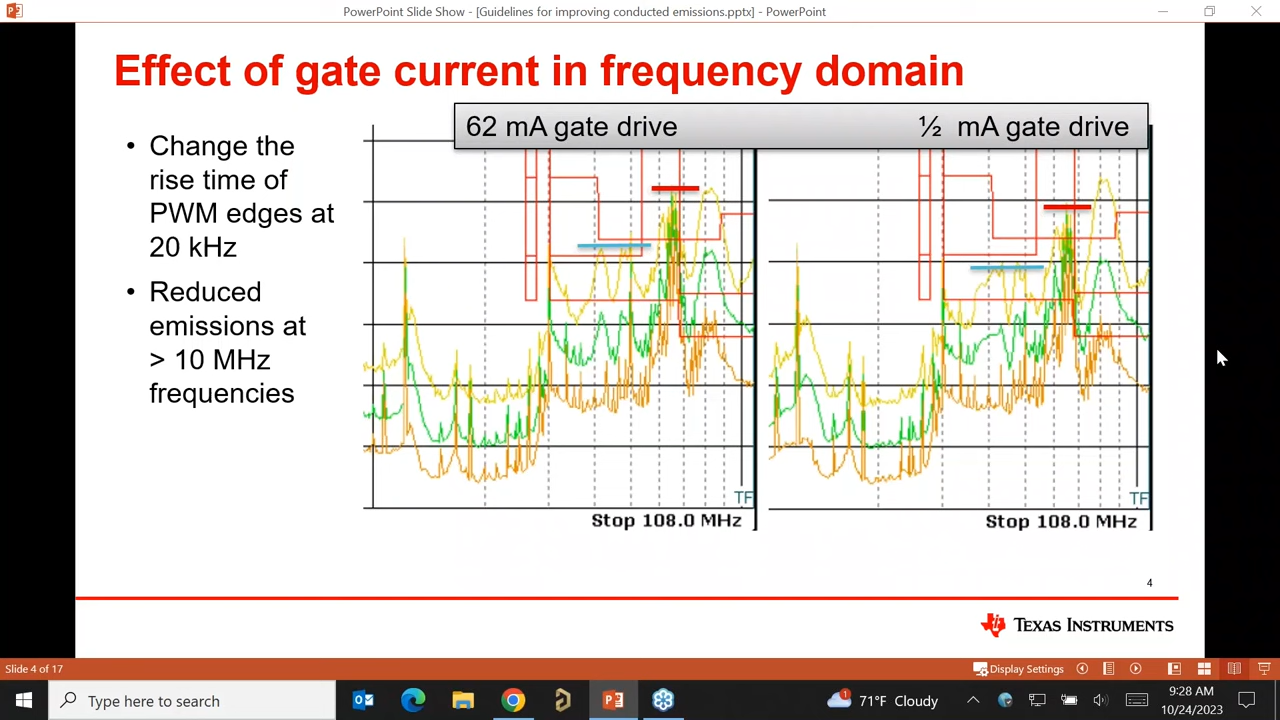 PowerPoint Slide Show - [Guidelines for improving conducted emissions.pptx] - PowerPoint
Effect of gate current in frequency domain
62 mA gate drive
½ mA gate drive
• Change the
rise time of
PWM edges at
20 kHz
• Reduced
emissions at
> 10 MHz
frequencies
TF
Stop 108.0 MHz
TF
Stop 108.0 MHz
4
TEXAS INSTRUMENTS
Slide 4 of 17
Display Settings
Type here to search
1
71°F Cloudy
9:28 AM
10/24/2023